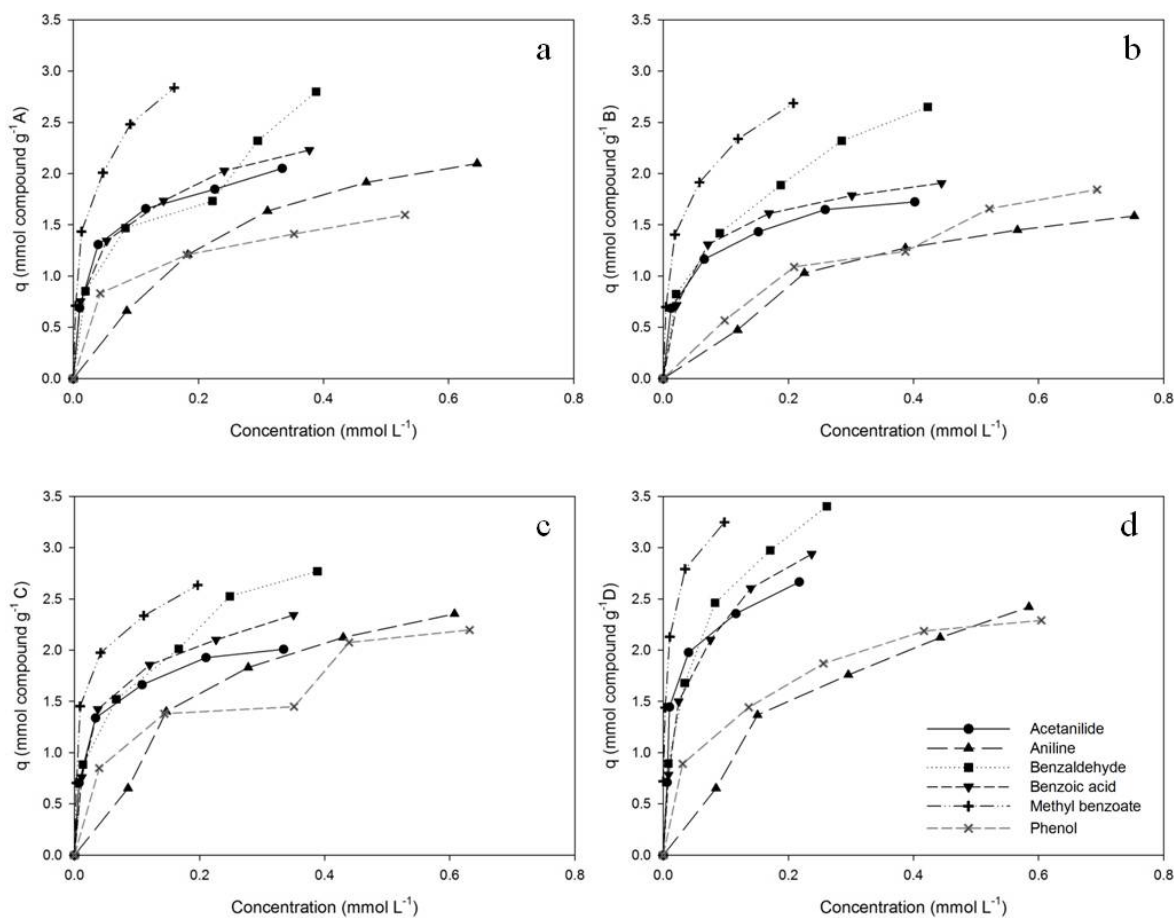 3.5
3.0
2.5
2.0
1.5
1.0
0.5
0.0
q (mmol compound g⁻¹ A)
a
0.0 0.2 0.4 0.6 0.8
Concentration (mmol L⁻¹)
3.5
3.0
2.5
2.0
1.5
1.0
0.5
0.0
q (mmol compound g⁻¹ B)
b
0.0 0.2 0.4 0.6 0.8
Concentration (mmol L⁻¹)
3.5
3.0
2.5
2.0
1.5
1.0
0.5
0.0
q (mmol compound g⁻¹ C)
c
0.0 0.2 0.4 0.6 0.8
Concentration (mmol L⁻¹)
3.5
3.0
2.5
2.0
1.5
1.0
0.5
0.0
q (mmol compound g⁻¹D)
d
Acetanilide
Aniline
Benzaldehyde
Benzoic acid
Methyl benzoate
Phenol
0.0 0.2 0.4 0.6 0.8
Concentration (mmol L⁻¹)